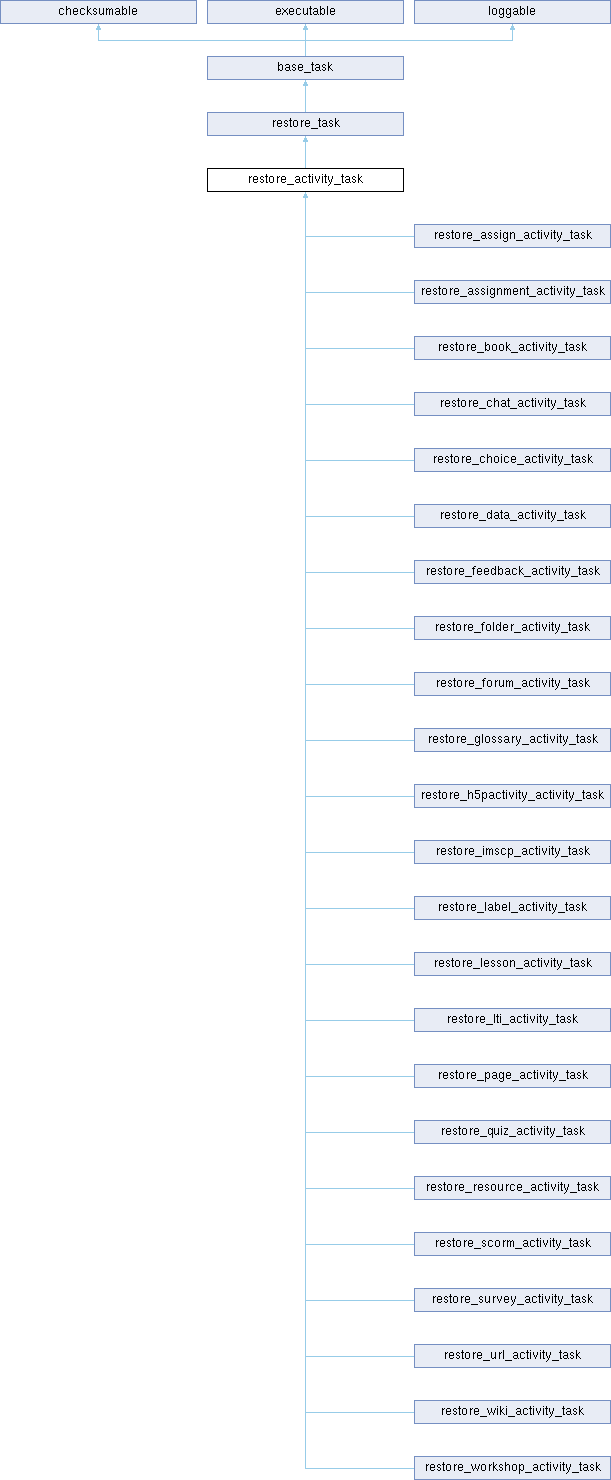 checksumable
executable
loggable
base_task
restore_task
restore_activity_task
restore_assign_activity_task
restore_assignment_activity_task
restore_book_activity_task
restore_chat_activity_task
restore_choice_activity_task
restore_data_activity_task
restore_feedback_activity_task
restore_folder_activity_task
restore_forum_activity_task
restore_glossary_activity_task
restore_h5pactivity_activity_task
restore_imscp_activity_task
restore_label_activity_task
restore_lesson_activity_task
restore_lti_activity_task
restore_page_activity_task
restore_quiz_activity_task
restore_resource_activity_task
restore_scorm_activity_task
restore_survey_activity_task
restore_url_activity_task
restore_wiki_activity_task
restore_workshop_activity_task